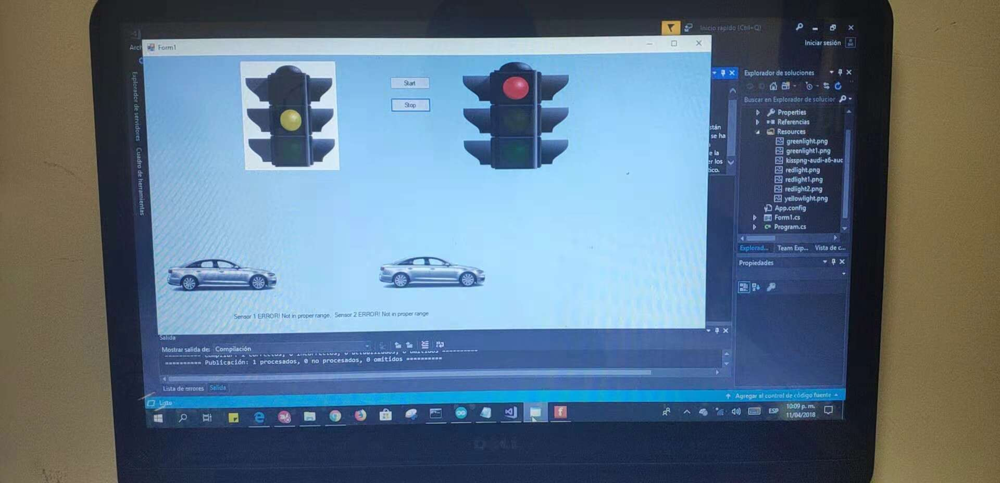 Inicio rápido (Ctrl+Q)
Iniciar sesión
Arch
Form1
Start
Stop
Sensor 1 ERROR! Not in proper range, Sensor 2 ERROR! Not in proper range
Explorador de servidores
Cuadro de herramientas
stán
se ha
e la
er los
tico.
Explorador de soluciones
Buscar en Explorador de solucior
Properties
Referencias
Resources
greenlight.png
greenlight1.png
kisspng-audi-a6-auc
redlight.png
redlight1.png
redlight2.png
yellowlight.png
App.config
Form1.cs
C# Program.cs
Explorad... Team Exp... Vista de c...
Propiedades
Salida
Mostrar salida de: Compilación
========== Publicación: 1 procesados, 0 no procesados, 0 omitidos ==========
Lista de errores Salida
Listo
Agregar al control de código fuente
ESP
10:09 p. m.
11/04/2018